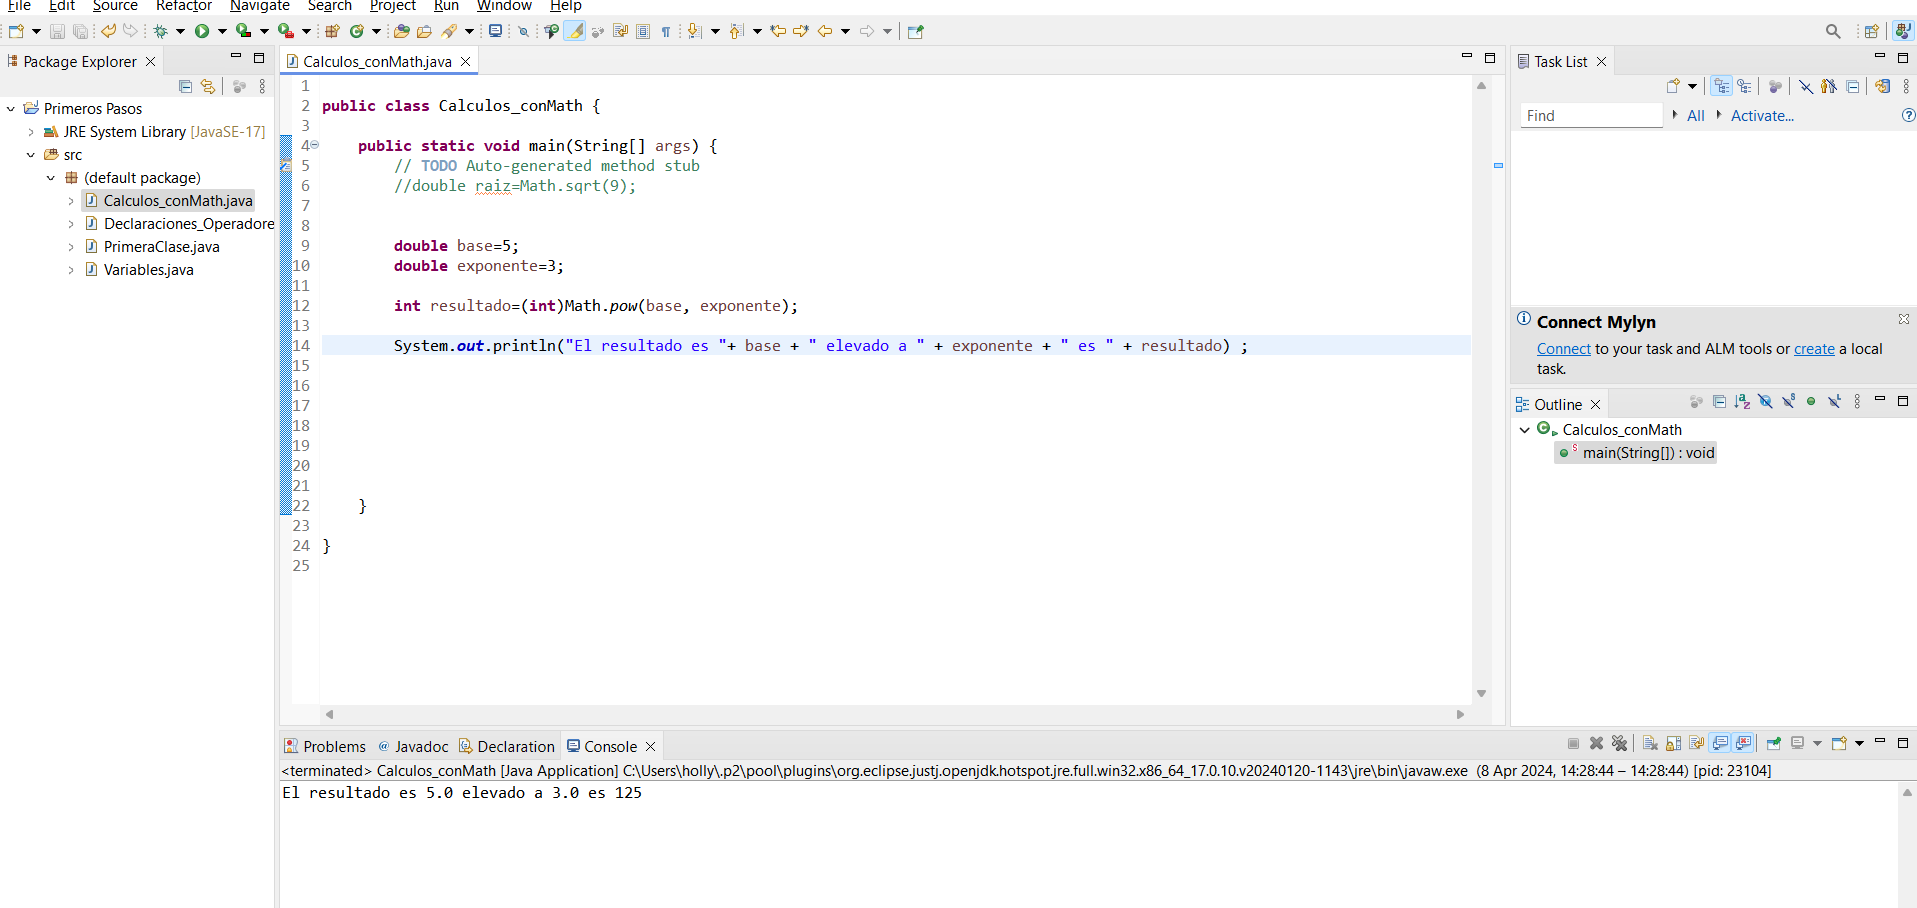 File Edit Source Refactor Navigate Search Project Run Window Help
Package Explorer
Primeros Pasos
JRE System Library [JavaSE-17]
src
(default package)
Calculos_conMath.java
Declaraciones_Operadore
PrimeraClase.java
Variables.java
Calculos_conMath.java
1
2 public class Calculos_conMath {
3
4 public static void main(String[] args) {
5 // TODO Auto-generated method stub
6 //double raiz=Math.sqrt(9);
7
8
9 double base=5;
10 double exponente=3;
11
12 int resultado=(int)Math.pow(base, exponente);
13
14 System.out.println("El resultado es "+ base + " elevado a " + exponente + " es " + resultado) ;
15
16
17
18
19
20
21
22 }
23
24 }
25
Task List
Find All Activate...
Connect Mylyn
Connect to your task and ALM tools or create a local
task.
Outline
Calculos_conMath
main(String[]) : void
Problems @ Javadoc Declaration Console
<terminated> Calculos_conMath [Java Application] C:\Users\holly\.p2\pool\plugins\org.eclipse.justj.openjdk.hotspot.jre.full.win32.x86_64_17.0.10.v20240120-1143\jre\bin\javaw.exe (8 Apr 2024, 14:28:44 – 14:28:44) [pid: 23104]
El resultado es 5.0 elevado a 3.0 es 125